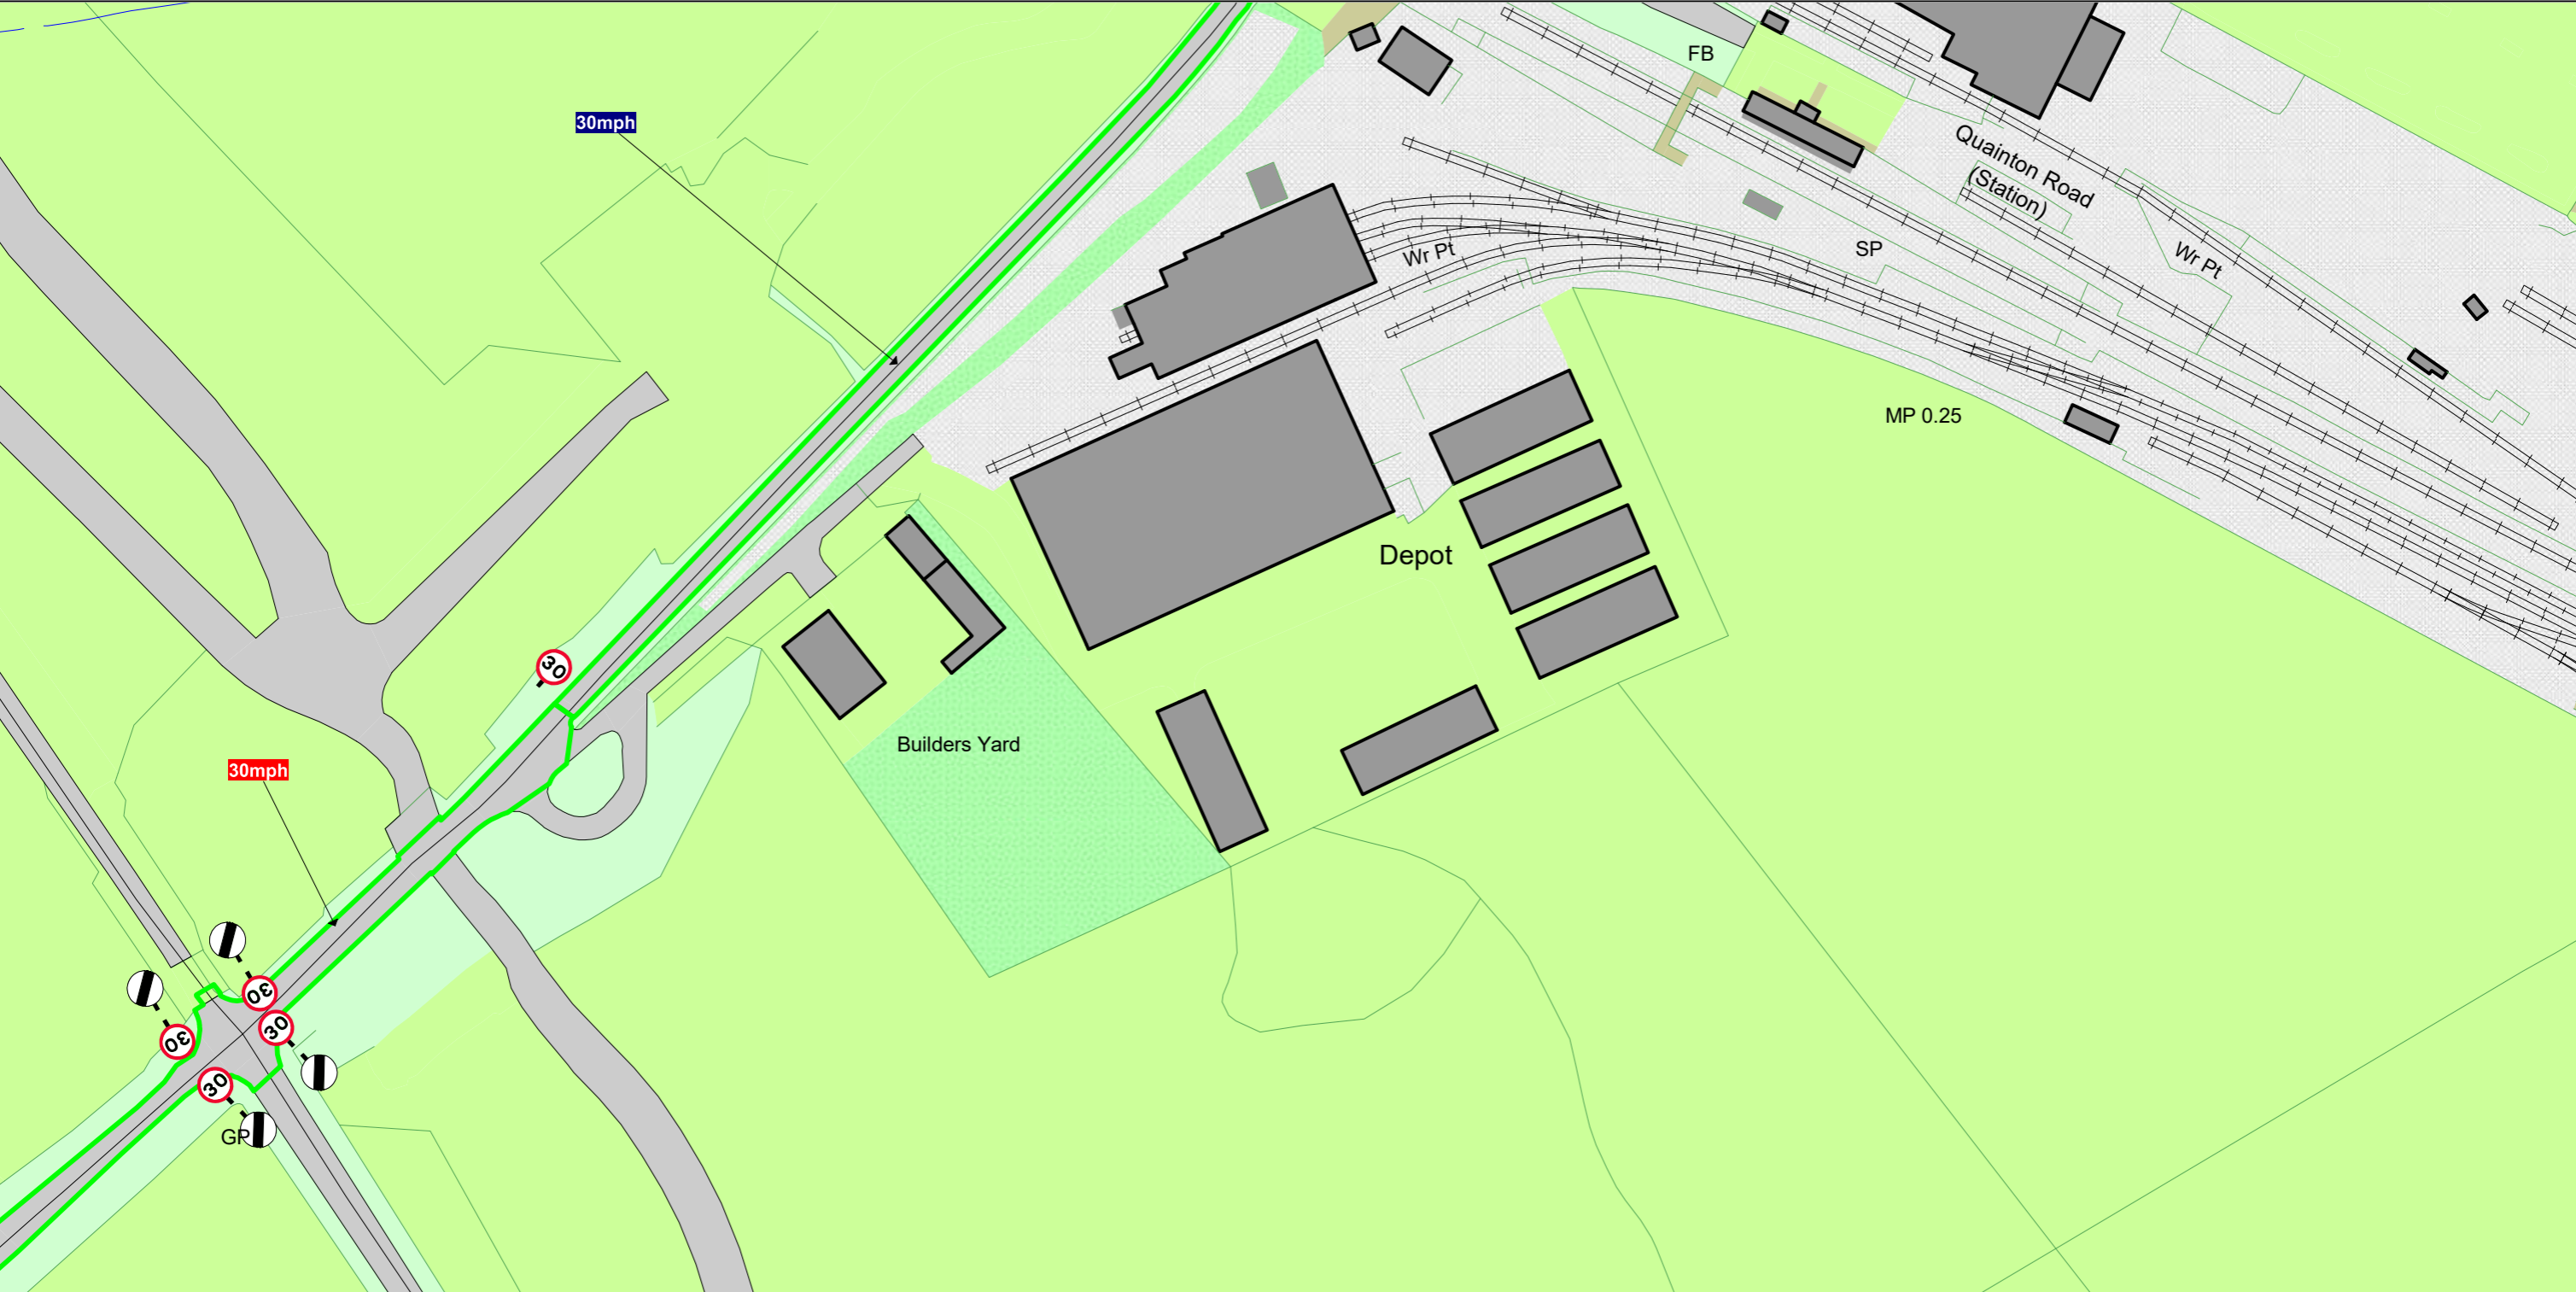 FB
30mph
Quainton Road
(Station)
SP
Wr Pt
Wr Pt
MP 0.25
Depot
30
Builders Yard
30mph
30
30
30
30
GP